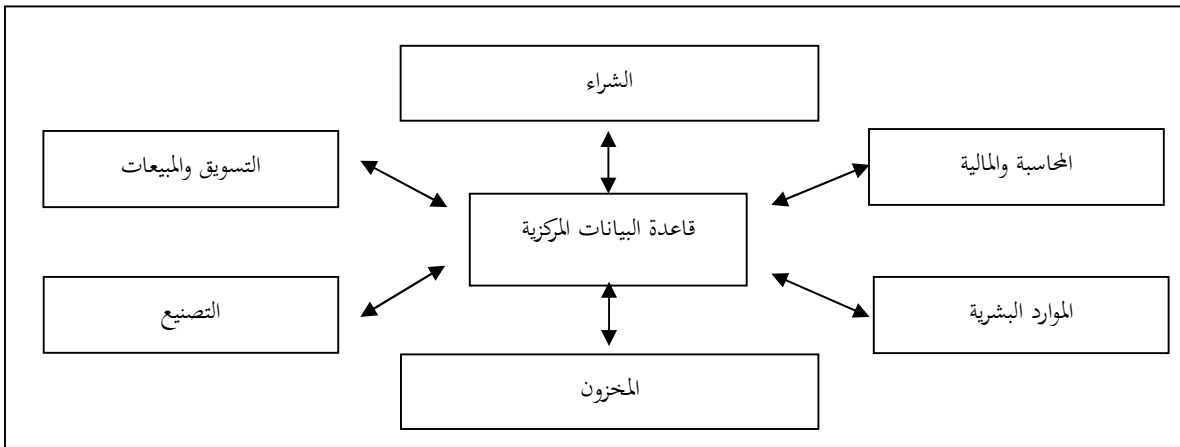 الشراء
المحاسبة والمالية
التسويق والمبيعات
قاعدة البيانات المركزية
الموارد البشرية
التصنيع
المخزون